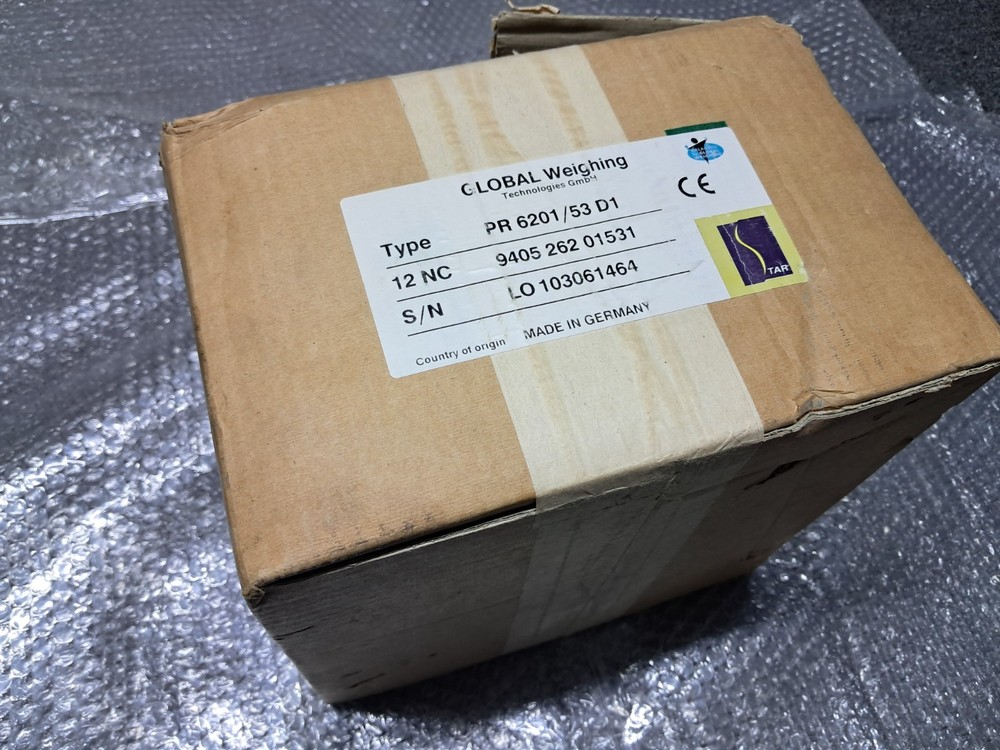 GLOBAL Weighing
Technologies GmbH
Type PR 6201/53 D1
12 NC 9405 262 01531
S/N LO 103061464
Country of origin MADE IN GERMANY
CE
STAR